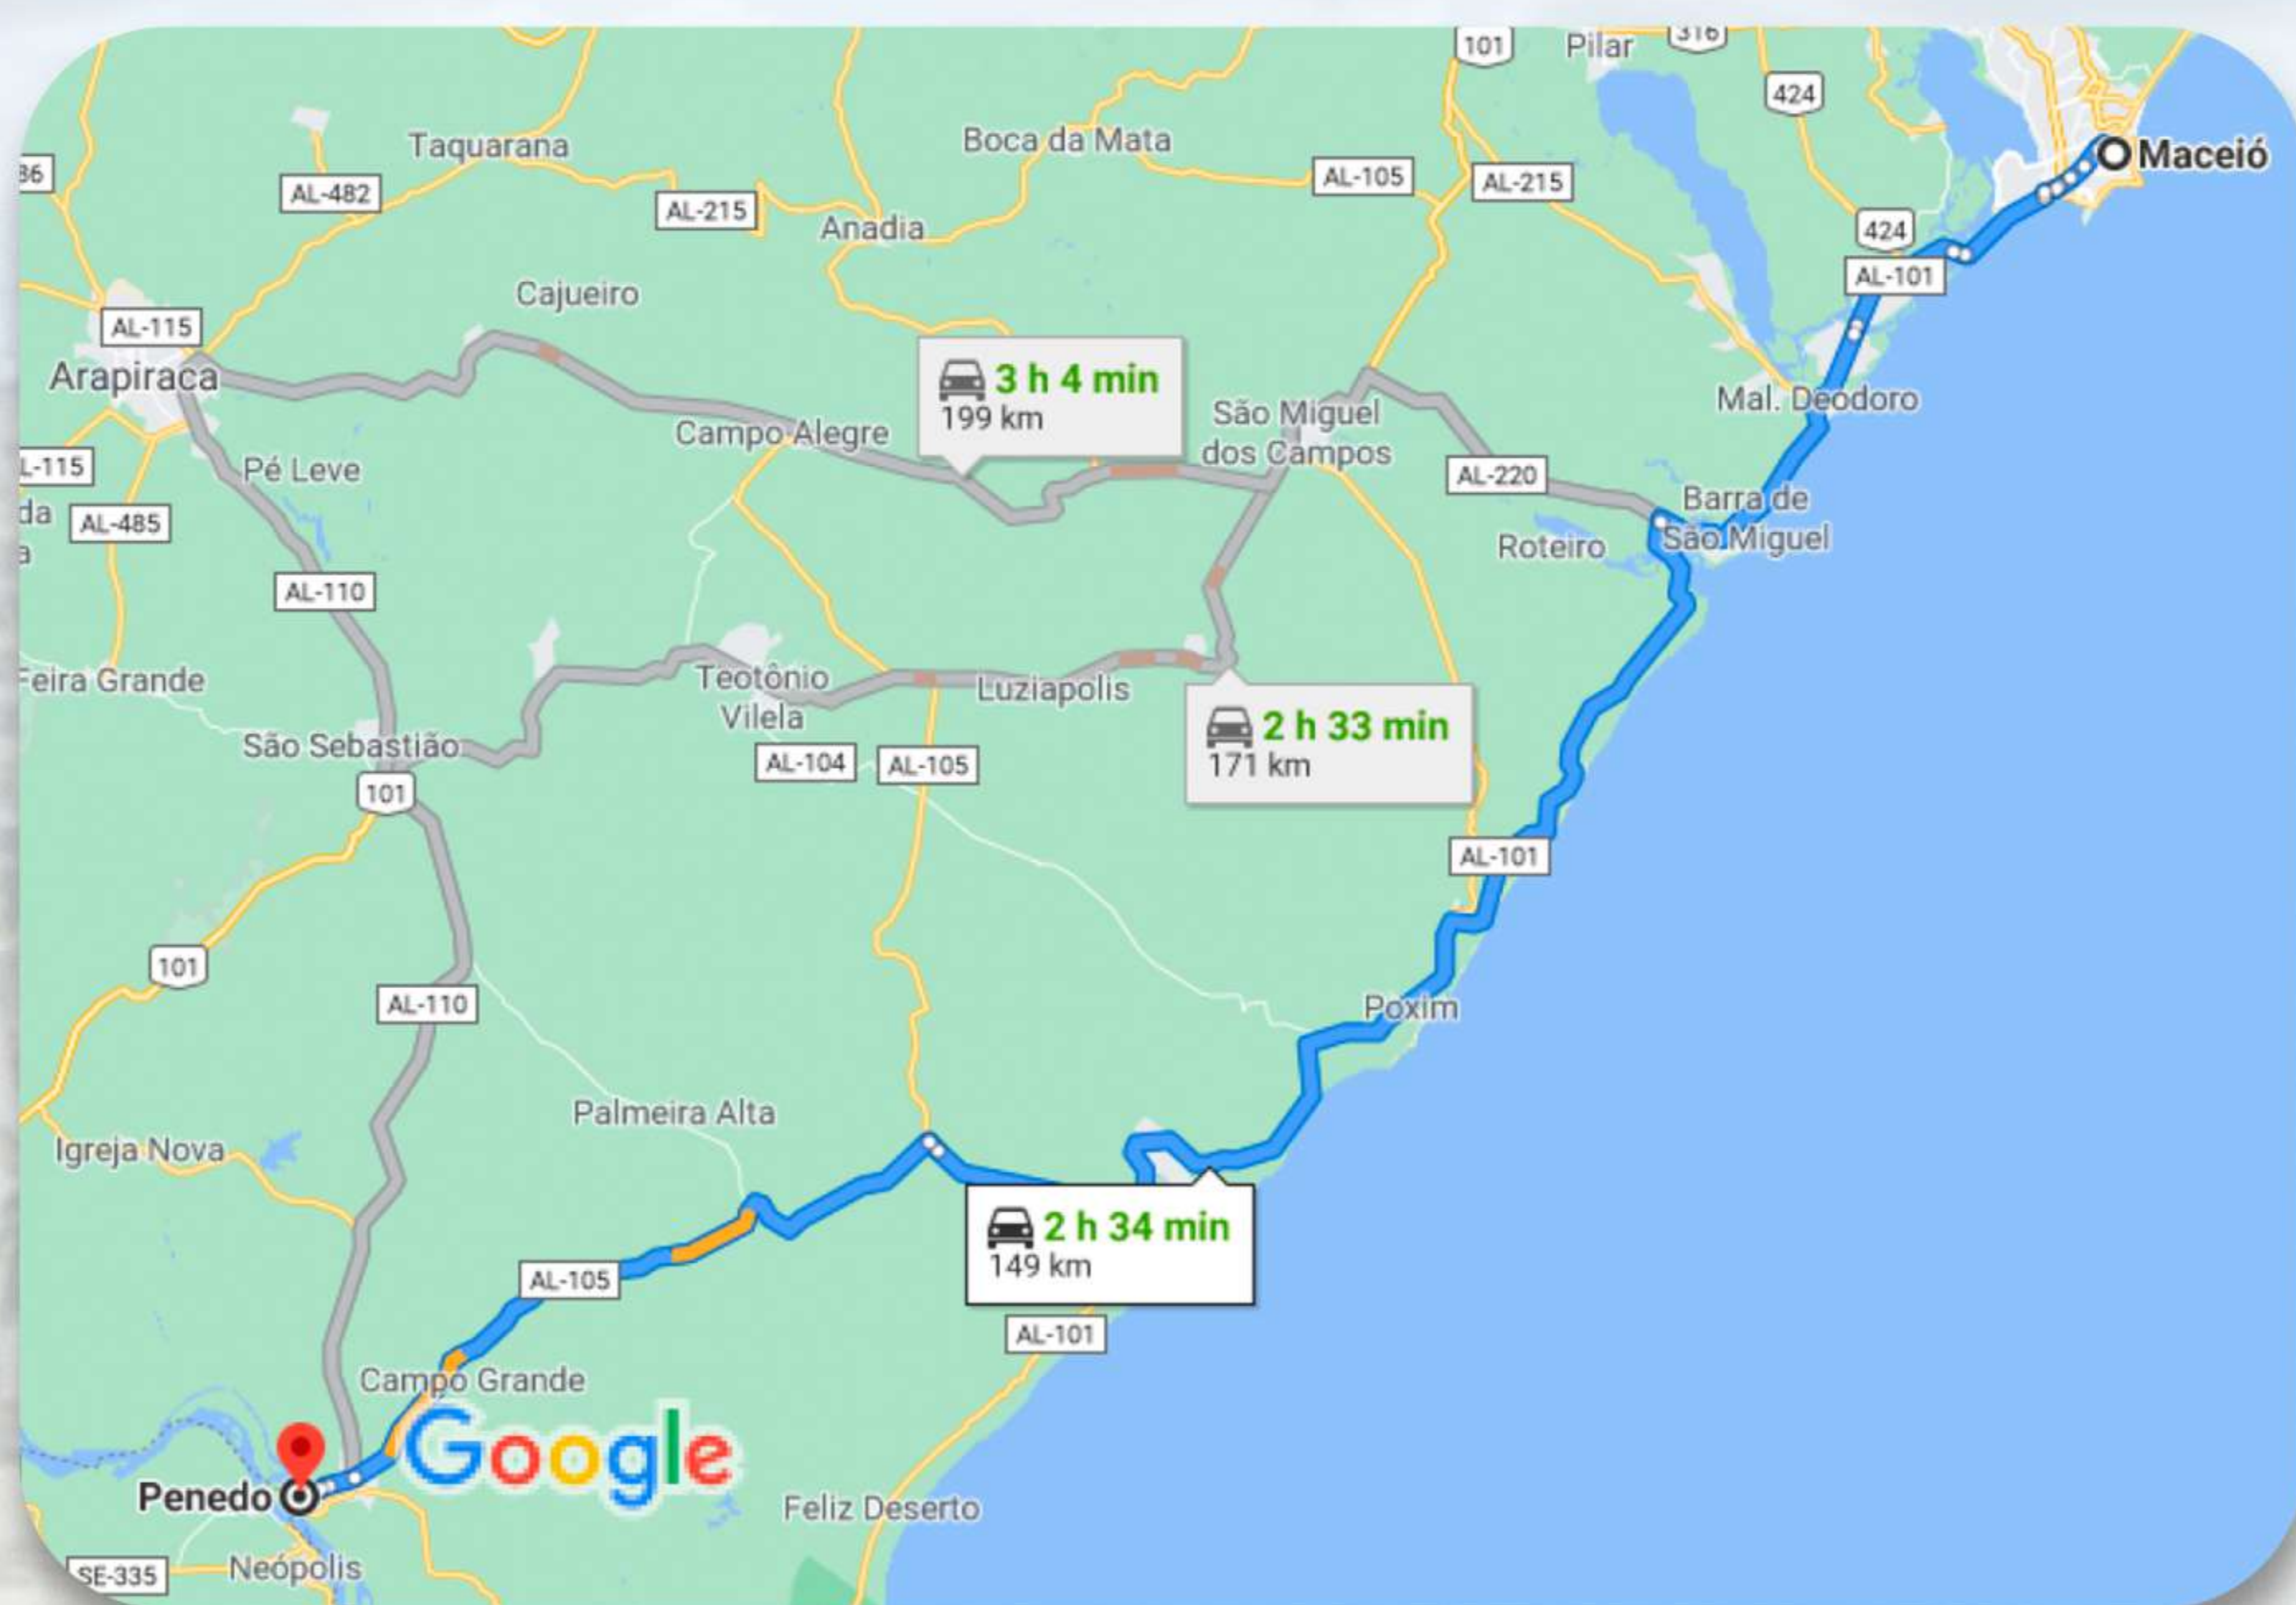 101
Pilar
316
424
Taquarana
Boca da Mata
Maceió
86
AL-482
AL-105
AL-215
AL-215
Anadia
424
AL-101
Cajueiro
AL-115
Arapiraca
3 h 4 min
199 km
Campo Alegre
São Miguel
dos Campos
Mal. Deodoro
L-115
Pé Leve
AL-220
Barra de
São Miguel
da
AL-485
a
Roteiro
AL-110
Feira Grande
Teotônio
Vilela
Luziapolis
São Sebastião
2 h 33 min
171 km
AL-104
AL-105
101
AL-101
101
AL-110
Poxim
Palmeira Alta
Igreja Nova
2 h 34 min
149 km
AL-105
AL-101
Campo Grande
Google
Penedo
Feliz Deserto
SE-335
Neópolis